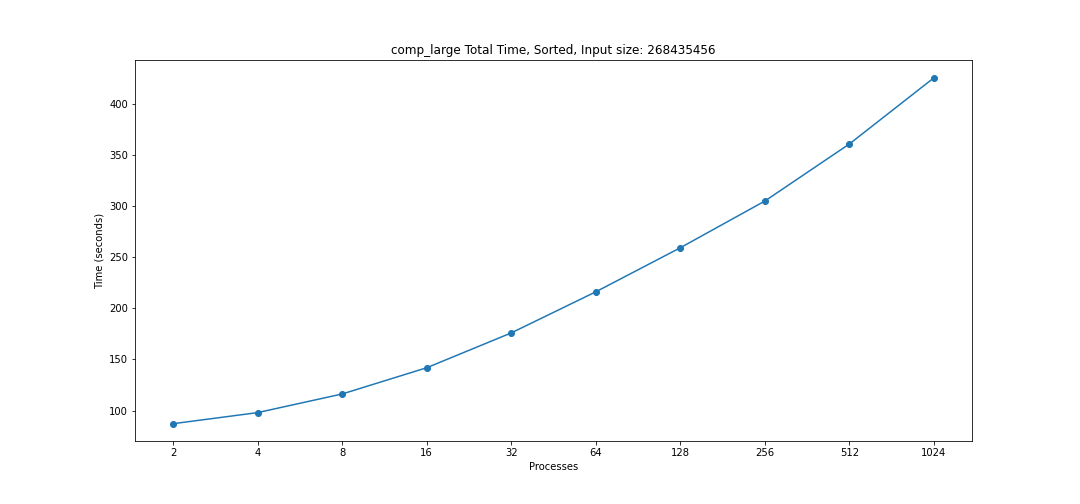 comp_large Total Time, Sorted, Input size: 268435456
Time (seconds)
400
350
300
250
200
150
100
2 4 8 16 32 64 128 256 512 1024
Processes